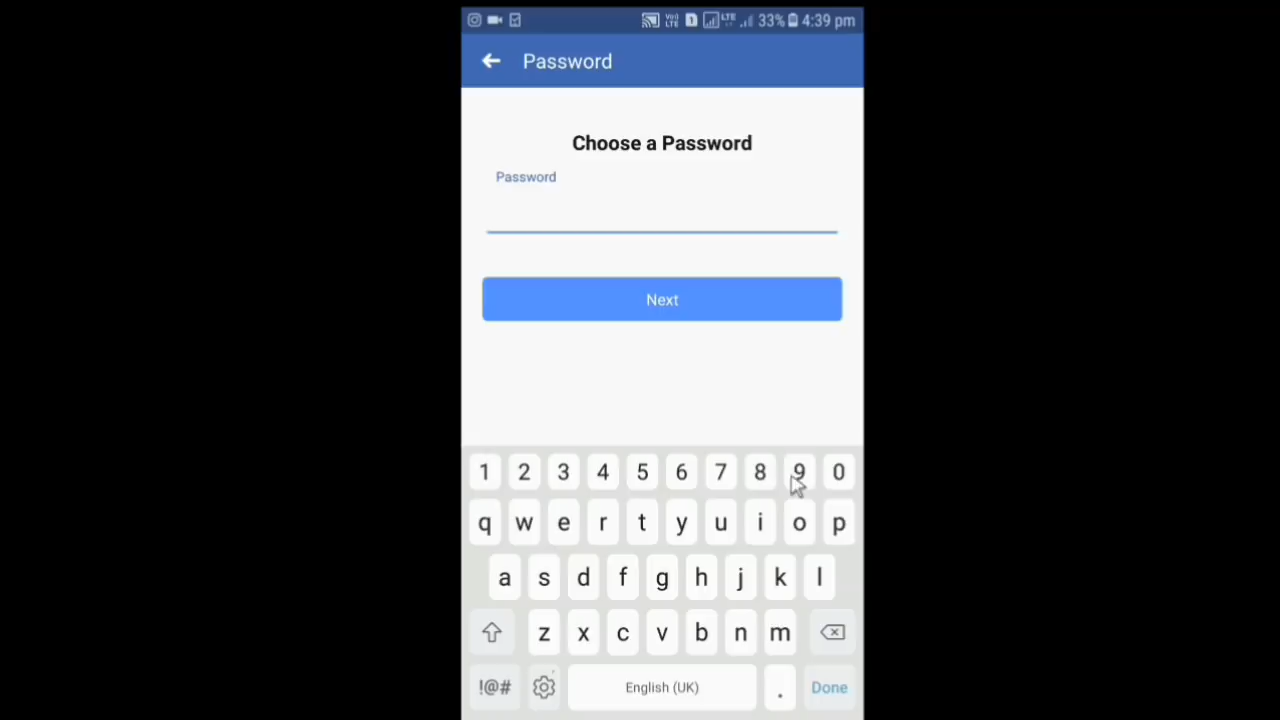 33% 4:39 pm
Password
Choose a Password
Password
Next
1 2 3 4 5 6 7 8 9 0
q w e r t y u i o p
a s d f g h j k l
z x c v b n m
!@# English (UK) . Done